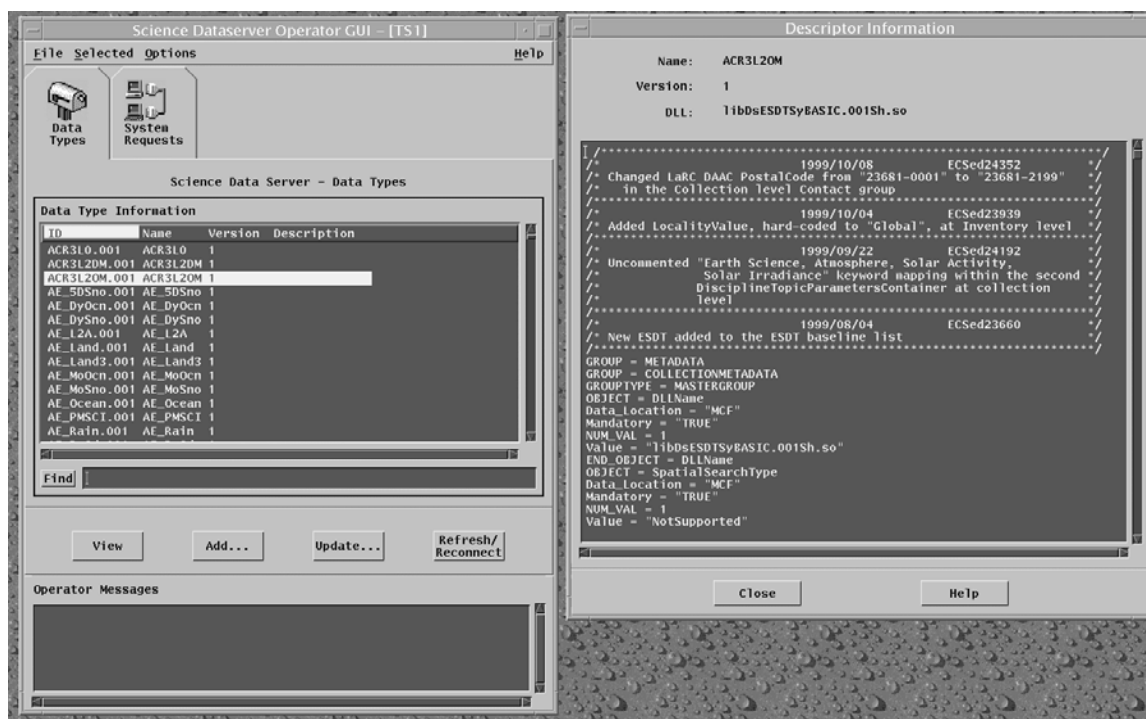 Science Dataserver Operator GUI - [TS1]
File Selected Options Help
Data Types
System Requests
Science Data Server - Data Types
Data Type Information
ID Name Version Description
ACR3L0.001 ACR3L0 1
ACR3L2DM.001 ACR3L2DM 1
ACR3L2OM.001 ACR3L2OM 1
AE_5DSno.001 AE_5DSno 1
AE_DyOcn.001 AE_DyOcn 1
AE_DySno.001 AE_DySno 1
AE_L2A.001 AE_L2A 1
AE_Land.001 AE_Land 1
AE_Land3.001 AE_Land3 1
AE_MoOcn.001 AE_MoOcn 1
AE_MoSno.001 AE_MoSno 1
AE_Ocean.001 AE_Ocean 1
AE_PMSCI.001 AE_PMSCI 1
AE_Rain.001 AE_Rain 1
Find
View Add... Update... Refresh/ Reconnect
Operator Messages
Descriptor Information
Name: ACR3L2OM
Version: 1
DLL: libDsESDTSyBASIC.001Sh.so
/****************************************************************/
/* 1999/10/08 ECSed24352 */
/* Changed LaRC DAAC PostalCode from "23681-0001" to "23681-2199" */
/* in the Collection level Contact group */
/****************************************************************/
/* 1999/10/04 ECSed23939 */
/* Added LocalityValue, hard-coded to "Global", at Inventory level */
/****************************************************************/
/* 1999/09/22 ECSed24192 */
/* Uncommented "Earth Science, Atmosphere, Solar Activity, */
/* Solar Irradiance" keyword mapping within the second */
/* DisciplineTopicParametersContainer at collection */
/* level */
/****************************************************************/
/* 1999/08/04 ECSed23660 */
/* New ESDT added to the ESDT baseline list */
/****************************************************************/
GROUP = METADATA
GROUP = COLLECTIONMETADATA
GROUPTYPE = MASTERGROUP
OBJECT = DLLName
Data_Location = "MCF"
Mandatory = "TRUE"
NUM_VAL = 1
Value = "libDsESDTSyBASIC.001Sh.so"
END_OBJECT = DLLName
OBJECT = SpatialSearchType
Data_Location = "MCF"
Mandatory = "TRUE"
NUM_VAL = 1
Value = "NotSupported"
Close Help